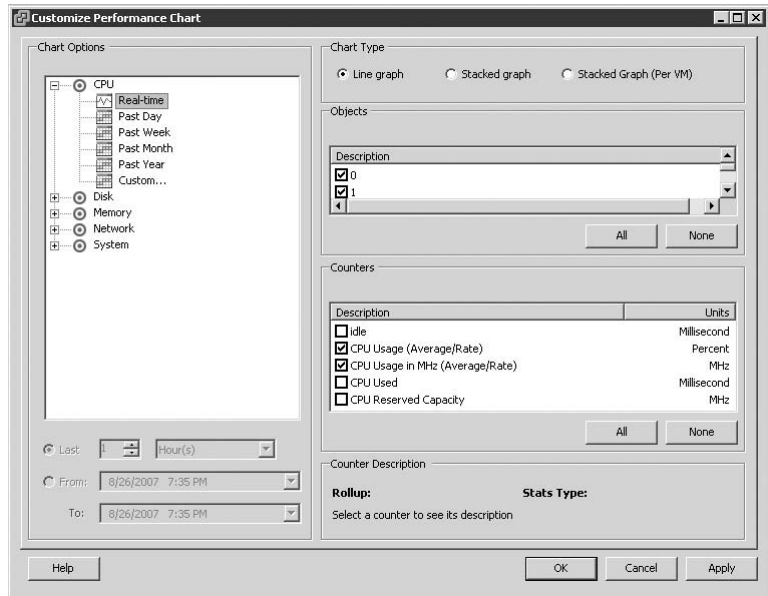 Customize Performance Chart
Chart Options
CPU
Real-time
Past Day
Past Week
Past Month
Past Year
Custom...
Disk
Memory
Network
System
Last
1
Hour(s)
From:
8/26/2007 7:35 PM
To:
8/26/2007 7:35 PM
Chart Type
Line graph
Stacked graph
Stacked Graph (Per VM)
Objects
Description
0
1
All
None
Counters
Description Units
idle Millisecond
CPU Usage (Average/Rate) Percent
CPU Usage in MHz (Average/Rate) MHz
CPU Used Millisecond
CPU Reserved Capacity MHz
All
None
Counter Description
Rollup: Stats Type:
Select a counter to see its description
Help
OK
Cancel
Apply